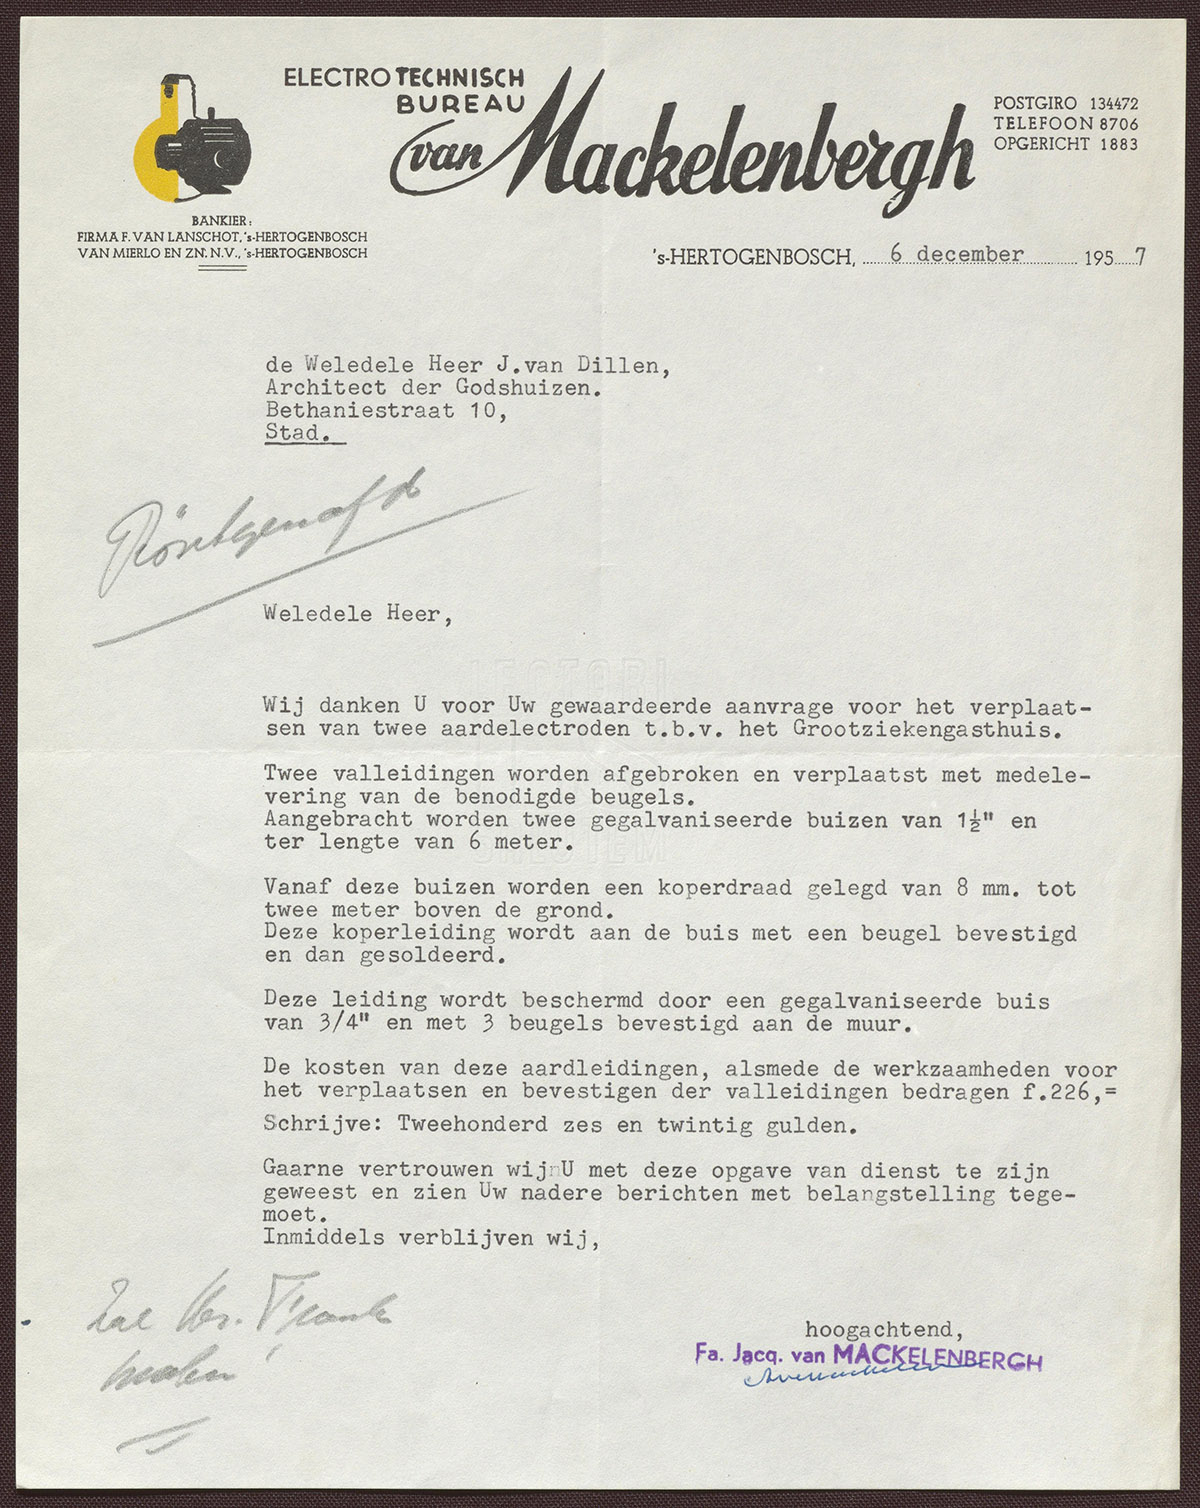 ELECTROTECHNISCH
BUREAU
van Mackelenbergh
POSTGIRO 134472
TELEFOON 8706
OPGERICHT 1883
BANKIER:
FIRMA F. VAN LANSCHOT, 's-HERTOGENBOSCH
VAN MIERLO EN ZN. N.V., 's-HERTOGENBOSCH
's-HERTOGENBOSCH, 6 december 1957
de Weledele Heer J.van Dillen,
Architect der Godshuizen.
Bethaniestraat 10,
Stad.
Röntgenafd
Weledele Heer,
Wij danken U voor Uw gewaardeerde aanvrage voor het verplaat-
sen van twee aardelectroden t.b.v. het Grootziekengasthuis.
Twee valleidingen worden afgebroken en verplaatst met medele-
vering van de benodigde beugels.
Aangebracht worden twee gegalvaniseerde buizen van 1½" en
ter lengte van 6 meter.
Vanaf deze buizen worden een koperdraad gelegd van 8 mm. tot
twee meter boven de grond.
Deze koperleiding wordt aan de buis met een beugel bevestigd
en dan gesoldeerd.
Deze leiding wordt beschermd door een gegalvaniseerde buis
van 3/4" en met 3 beugels bevestigd aan de muur.
De kosten van deze aardleidingen, alsmede de werkzaamheden voor
het verplaatsen en bevestigen der valleidingen bedragen f.226,=
Schrijve: Tweehonderd zes en twintig gulden.
Gaarne vertrouwen wij U met deze opgave van dienst te zijn
geweest en zien Uw nadere berichten met belangstelling tege-
moet.
Inmiddels verblijven wij,
Zal Hr. Frank
maken
hoogachtend,
Fa. Jacq. van MACKELENBERGH